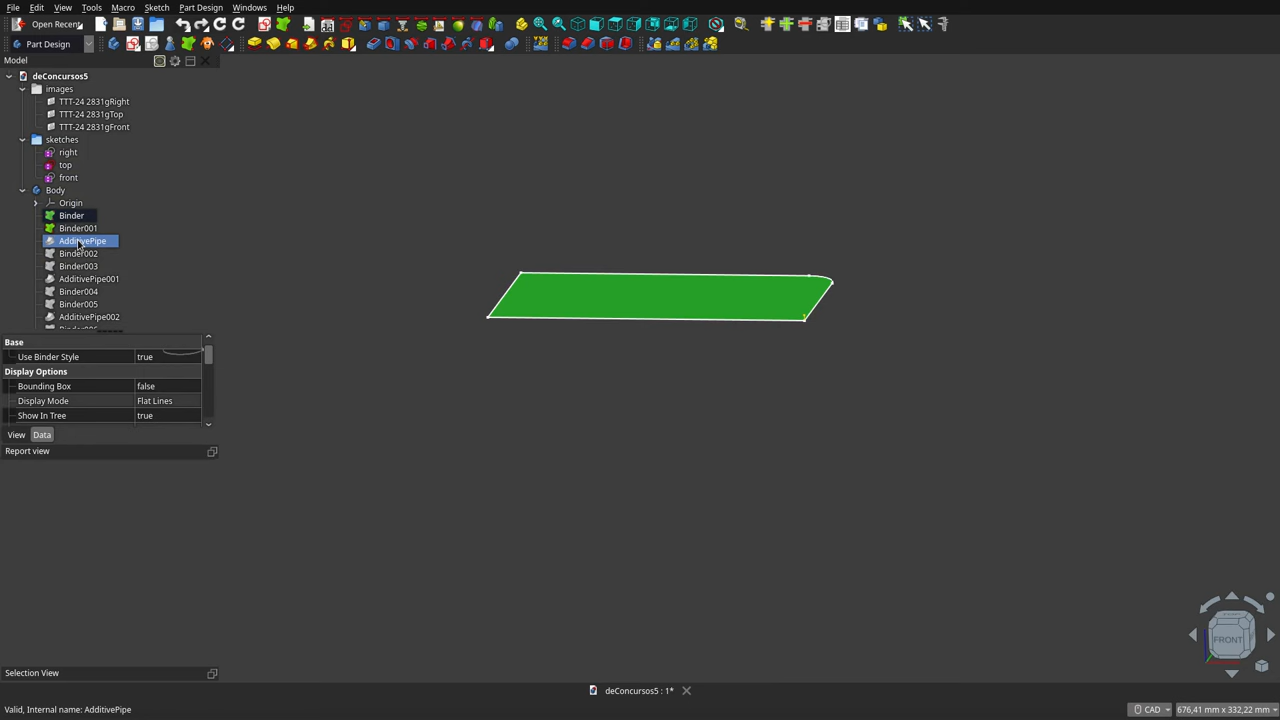 File Edit View Tools Macro Sketch Part Design Windows Help
Open Recent
Part Design
Model
deConcursos5
images
TTT-24 2831gRight
TTT-24 2831gTop
TTT-24 2831gFront
sketches
right
top
front
Body
Origin
Binder
Binder001
AdditivePipe
Binder002
Binder003
AdditivePipe001
Binder004
Binder005
AdditivePipe002
Base
Use Binder Style true
Display Options
Bounding Box false
Display Mode Flat Lines
Show In Tree true
View Data
Report view
FRONT
Selection View
deConcursos5 : 1*
Valid, Internal name: AdditivePipe
CAD 676,41 mm x 332,22 mm